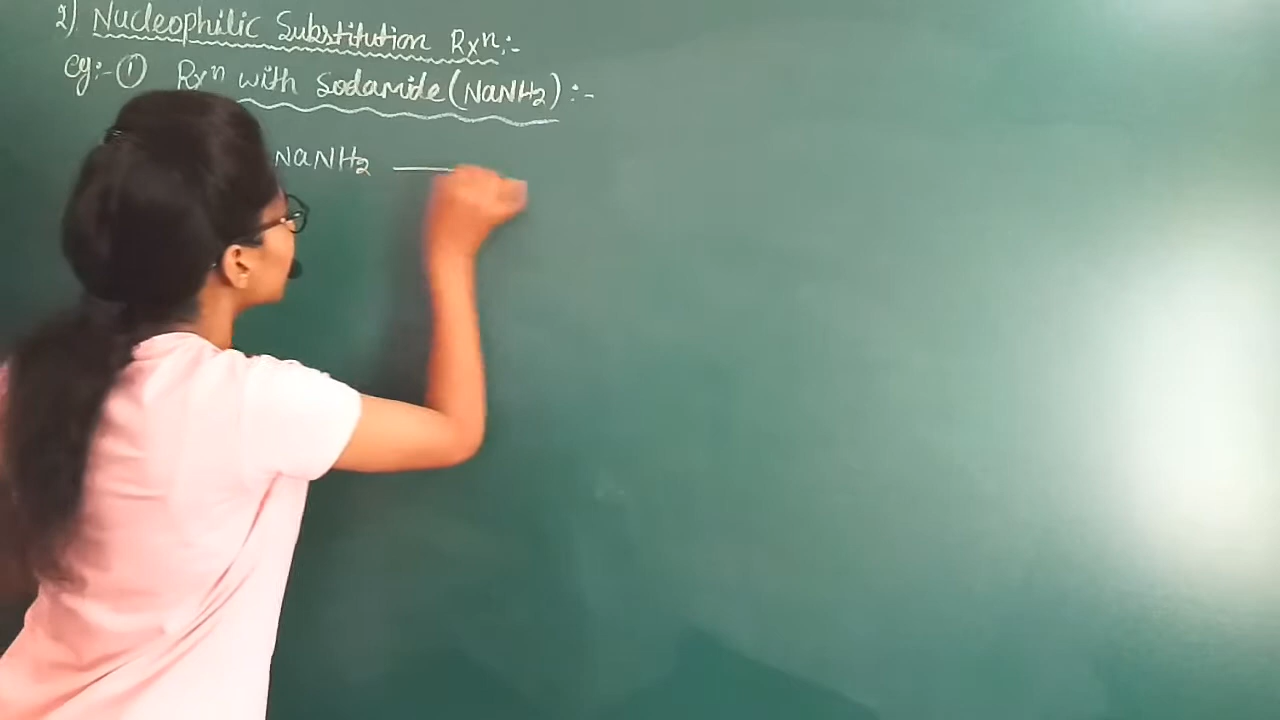 2) Nucleophilic Substitution Rxⁿ:-
eg:-① Rxⁿ with Sodamide (NaNH₂) :-
NaNH₂